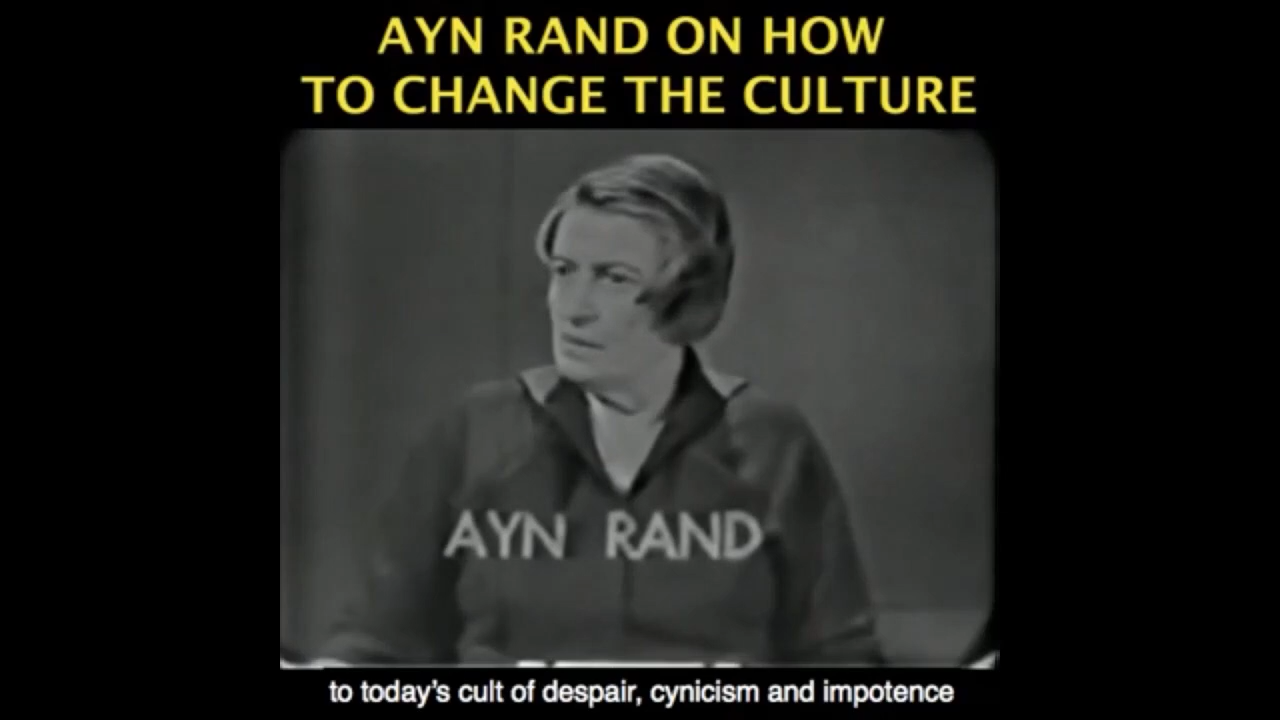 AYN RAND ON HOW
TO CHANGE THE CULTURE
AYN RAND
to today's cult of despair, cynicism and impotence